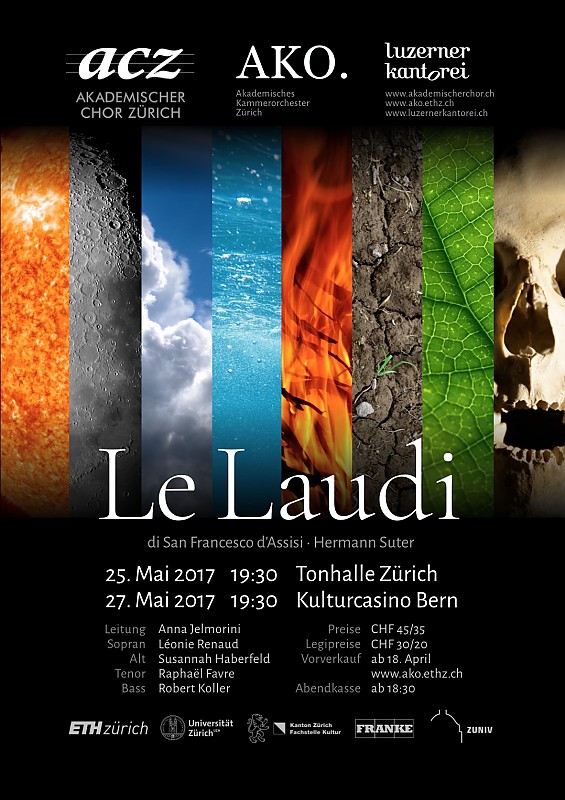 acz
AKADEMISCHER
CHOR ZÜRICH
AKO.
Akademisches
Kammerorchester
Zürich
luzerner
kantorei
www.akademischerchor.ch
www.ako.ethz.ch
www.luzernerkantorei.ch
Le Laudi
di San Francesco d'Assisi · Hermann Suter
25. Mai 2017 19:30 Tonhalle Zürich
27. Mai 2017 19:30 Kulturcasino Bern
Leitung Anna Jelmorini
Sopran Léonie Renaud
Alt Susannah Haberfeld
Tenor Raphaël Favre
Bass Robert Koller
Preise CHF 45/35
Legipreise CHF 30/20
Vorverkauf ab 18. April
www.ako.ethz.ch
Abendkasse ab 18:30
ETH zürich
Universität
Zürich UZH
Kanton Zürich
Fachstelle Kultur
FRANKE
ZUNIV